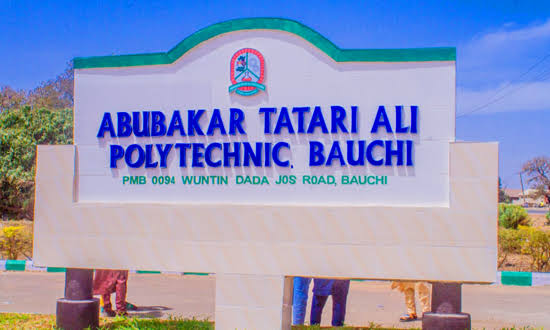 ABUBAKAR TATARI ALI
POLYTECHNIC, BAUCHI
PMB 0094 WUNTIN DADA JOS ROAD, BAUCHI